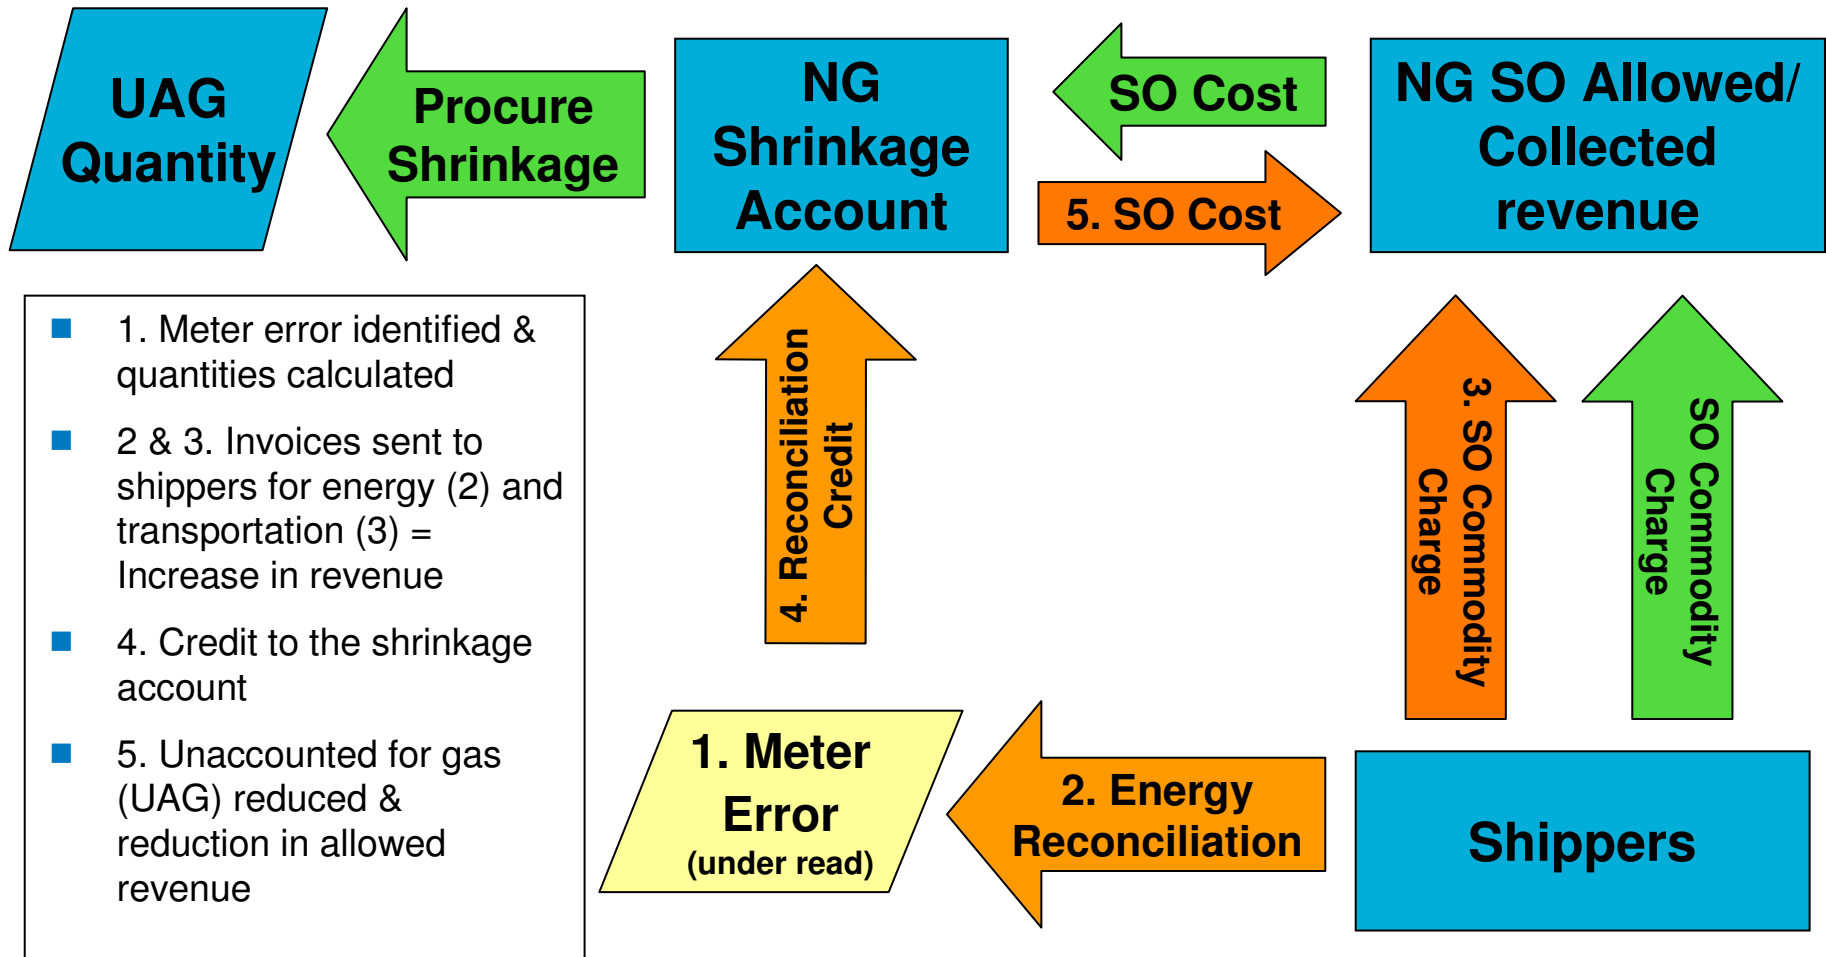 UAG
Quantity
Procure
Shrinkage
NG
Shrinkage
Account
SO Cost
5. SO Cost
NG SO Allowed/
Collected
revenue
1. Meter error identified &
quantities calculated
2 & 3. Invoices sent to
shippers for energy (2) and
transportation (3) =
Increase in revenue
4. Credit to the shrinkage
account
5. Unaccounted for gas
(UAG) reduced &
reduction in allowed
revenue
4. Reconciliation
Credit
3. SO Commodity
Charge
SO Commodity
Charge
1. Meter
Error
(under read)
2. Energy
Reconciliation
Shippers